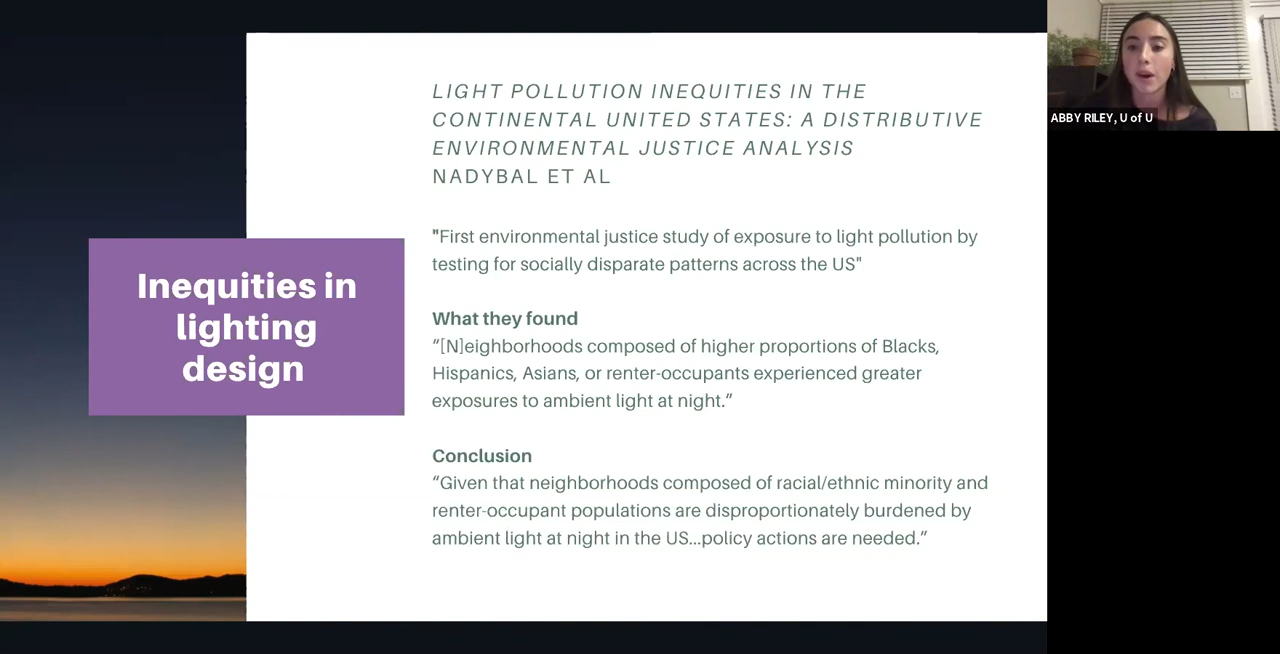 Inequities in
lighting
design
LIGHT POLLUTION INEQUITIES IN THE
CONTINENTAL UNITED STATES: A DISTRIBUTIVE
ENVIRONMENTAL JUSTICE ANALYSIS
NADYBAL ET AL
"First environmental justice study of exposure to light pollution by
testing for socially disparate patterns across the US"
What they found
“[N]eighborhoods composed of higher proportions of Blacks,
Hispanics, Asians, or renter-occupants experienced greater
exposures to ambient light at night.”
Conclusion
“Given that neighborhoods composed of racial/ethnic minority and
renter-occupant populations are disproportionately burdened by
ambient light at night in the US...policy actions are needed.”
ABBY RILEY, U of U